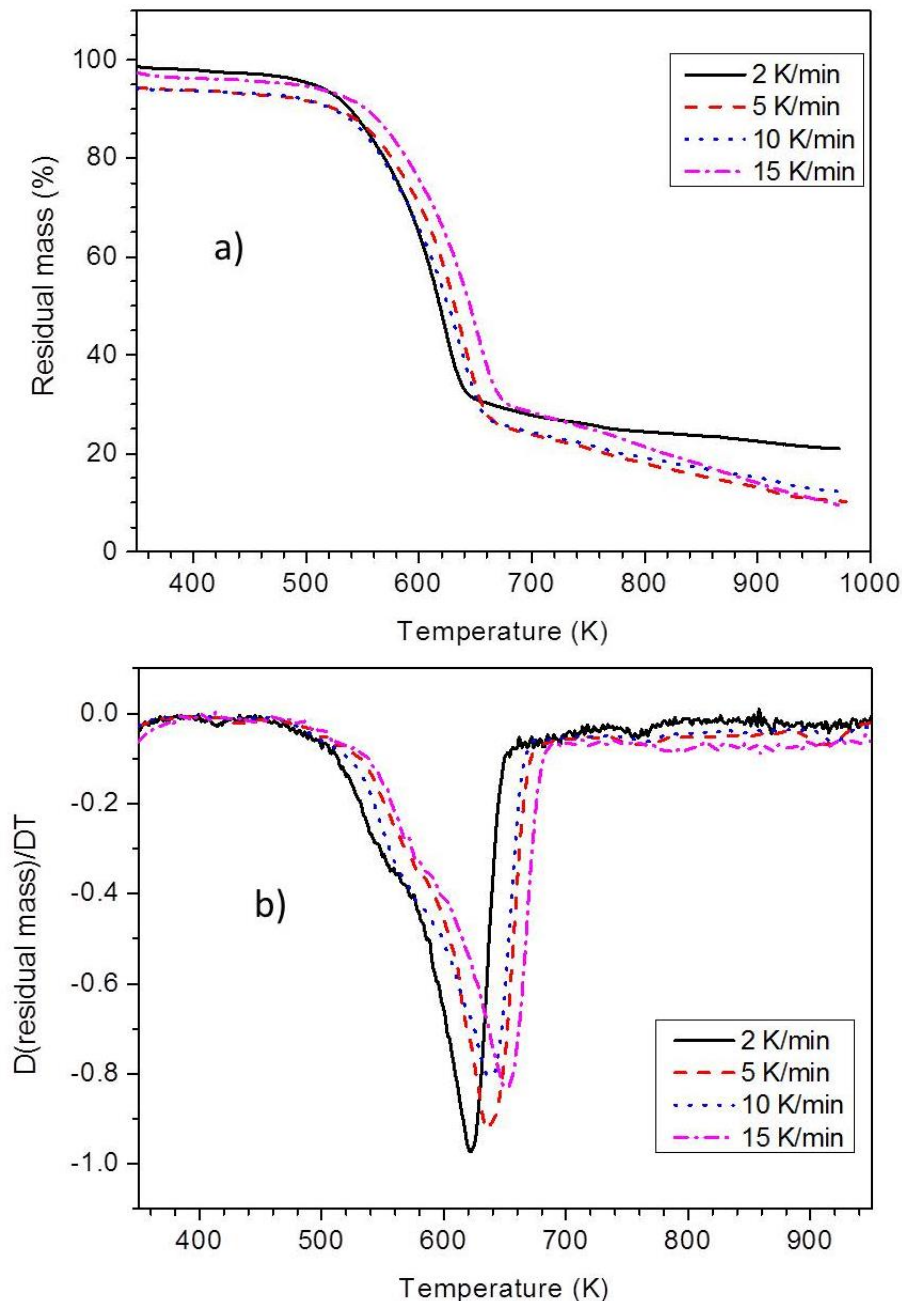 100
80
60
40
20
0
Residual mass (%)
2 K/min
5 K/min
10 K/min
15 K/min
a)
400 500 600 700 800 900 1000
Temperature (K)
0.0
-0.2
-0.4
-0.6
-0.8
-1.0
D(residual mass)/DT
b)
2 K/min
5 K/min
10 K/min
15 K/min
400 500 600 700 800 900
Temperature (K)